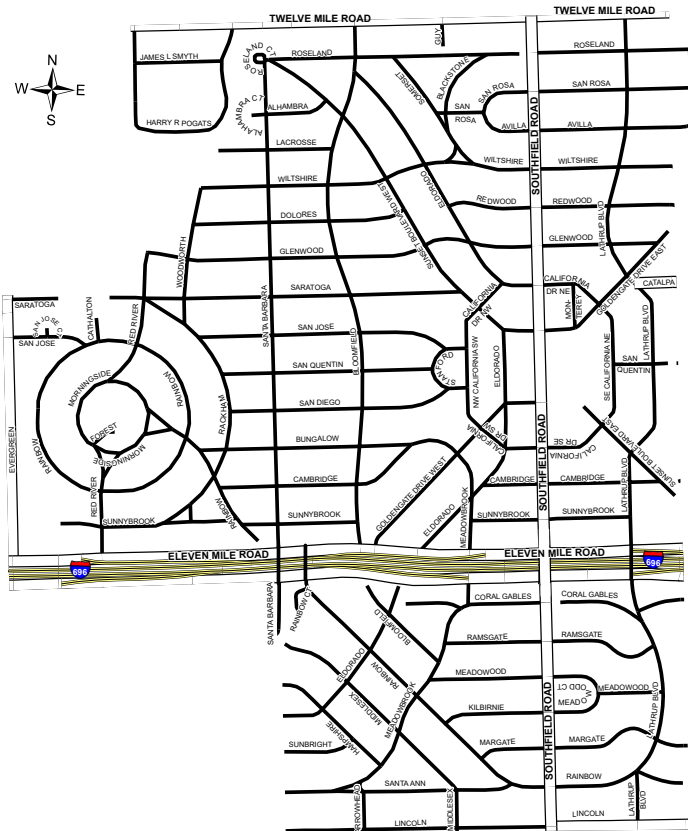 TWELVE MILE ROAD
TWELVE MILE ROAD
N
W E
S
JAMES L SMYTH
HARRY R POGATS
ROSELAND CT
ROSELAND
GUY
ROSELAND
SOMERSET
BLACKSTONE
SAN ROSA
SAN ROSA
SAN
ROSA
AVILLA
AVILLA
ALAHAMBRA CT
ALHAMBRA
LACROSSE
WILTSHIRE
WILTSHIRE
WILTSHIRE
SOUTHFIELD ROAD
ELDORADO
SUNSET BOULEVARD WEST
REDWOOD
REDWOOD
DOLORES
LATHRUP BLVD
GLENWOOD
GLENWOOD
WOODWORTH
GOLDENGATE DRIVE EAST
SARATOGA
SARATOGA
CALIFORNIA
DR NW
CALIFORNIA
DR NE
CATALPA
MON-
TEREY
SAN JOSE CT
CATHALTON
RED RIVER
SAN JOSE
SAN JOSE
SANTA BARBARA
BLOOMFIELD
STANFORD
NW CALIFORNIA SW
ELDORADO
SE CALIFORNIA NE
LATHRUP BLVD
SAN QUENTIN
SAN
QUENTIN
MORNINGSIDE
RAINBOW
RACKHAM
SAN DIEGO
FOREST
MORNINGSIDE
BUNGALOW
CALIFORNIA
DR SW
DR SE
CALIFORNIA
SUNSET BOULEVARD EAST
EVERGREEN
RAINBOW
RED RIVER
RAINBOW
CAMBRIDGE
CAMBRIDGE
CAMBRIDGE
GOLDENGATE DRIVE WEST
ELDORADO
MEADOWBROOK
SOUTHFIELD ROAD
LATHRUP BLVD
SUNNYBROOK
SUNNYBROOK
SUNNYBROOK
SUNNYBROOK
ELEVEN MILE ROAD
ELEVEN MILE ROAD
696
696
SANTA BARBARA
RAINBOW CT
BLOOMFIELD
CORAL GABLES
CORAL GABLES
RAMSGATE
RAMSGATE
ELDORADO
RAINBOW
MEADOWOOD
MEADOWOOD CT
MEADOWOOD
MIDDLESEX
MEADOWBROOK
KILBIRNIE
LATHRUP BLVD
SUNBRIGHT
HAMPSHIRE
MARGATE
MARGATE
SOUTHFIELD ROAD
SANTA ANN
RAINBOW
RROWHEAD
MIDDLESEX
LATHRUP
BLVD
LINCOLN
LINCOLN